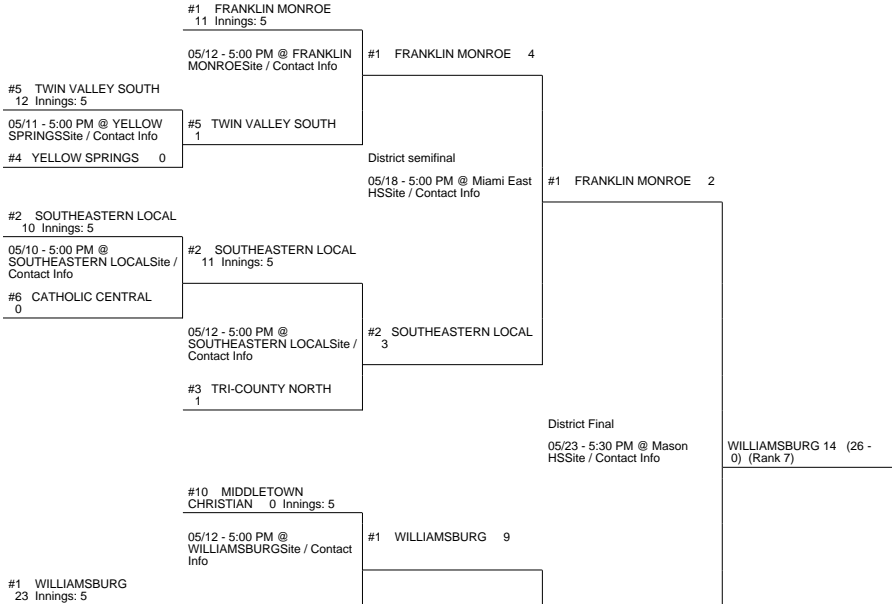 #1 FRANKLIN MONROE
11 Innings: 5
05/12 - 5:00 PM @ FRANKLIN
MONROESite / Contact Info
#1 FRANKLIN MONROE 4
#5 TWIN VALLEY SOUTH
12 Innings: 5
05/11 - 5:00 PM @ YELLOW
SPRINGSSite / Contact Info
#5 TWIN VALLEY SOUTH
1
#4 YELLOW SPRINGS 0
District semifinal
05/18 - 5:00 PM @ Miami East
HSSite / Contact Info
#1 FRANKLIN MONROE 2
#2 SOUTHEASTERN LOCAL
10 Innings: 5
05/10 - 5:00 PM @
SOUTHEASTERN LOCALSite /
Contact Info
#2 SOUTHEASTERN LOCAL
11 Innings: 5
#6 CATHOLIC CENTRAL
0
05/12 - 5:00 PM @
SOUTHEASTERN LOCALSite /
Contact Info
#2 SOUTHEASTERN LOCAL
3
#3 TRI-COUNTY NORTH
1
District Final
05/23 - 5:30 PM @ Mason
HSSite / Contact Info
WILLIAMSBURG 14 (26 -
0) (Rank 7)
#10 MIDDLETOWN
CHRISTIAN 0 Innings: 5
05/12 - 5:00 PM @
WILLIAMSBURGSite / Contact
Info
#1 WILLIAMSBURG 9
#1 WILLIAMSBURG
23 Innings: 5